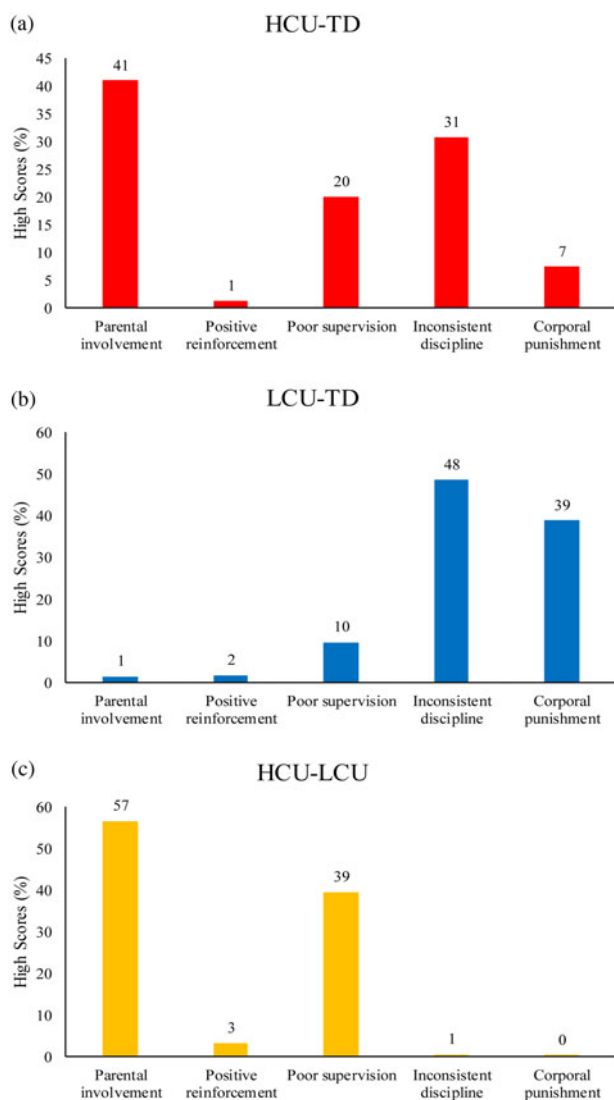 (a)
HCU-TD
High Scores (%)
45
40
35
30
25
20
15
10
5
0
41
1
20
31
7
Parental involvement
Positive reinforcement
Poor supervision
Inconsistent discipline
Corporal punishment
(b)
LCU-TD
High Scores (%)
60
50
40
30
20
10
0
1
2
10
48
39
Parental involvement
Positive reinforcement
Poor supervision
Inconsistent discipline
Corporal punishment
(c)
HCU-LCU
High Scores (%)
60
50
40
30
20
10
0
57
3
39
1
0
Parental involvement
Positive reinforcement
Poor supervision
Inconsistent discipline
Corporal punishment